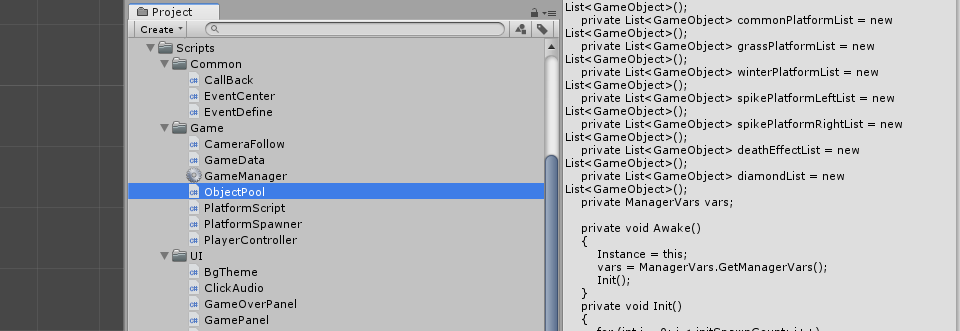 Project
Create
Scripts
Common
CallBack
EventCenter
EventDefine
Game
CameraFollow
GameData
GameManager
ObjectPool
PlatformScript
PlatformSpawner
PlayerController
UI
BgTheme
ClickAudio
GameOverPanel
GamePanel
List<GameObject>();
private List<GameObject> commonPlatformList = new
List<GameObject>();
private List<GameObject> grassPlatformList = new
List<GameObject>();
private List<GameObject> winterPlatformList = new
List<GameObject>();
private List<GameObject> spikePlatformLeftList = new
List<GameObject>();
private List<GameObject> spikePlatformRightList = new
List<GameObject>();
private List<GameObject> deathEffectList = new
List<GameObject>();
private List<GameObject> diamondList = new
List<GameObject>();
private ManagerVars vars;
private void Awake()
{
Instance = this;
vars = ManagerVars.GetManagerVars();
Init();
}
private void Init()
{